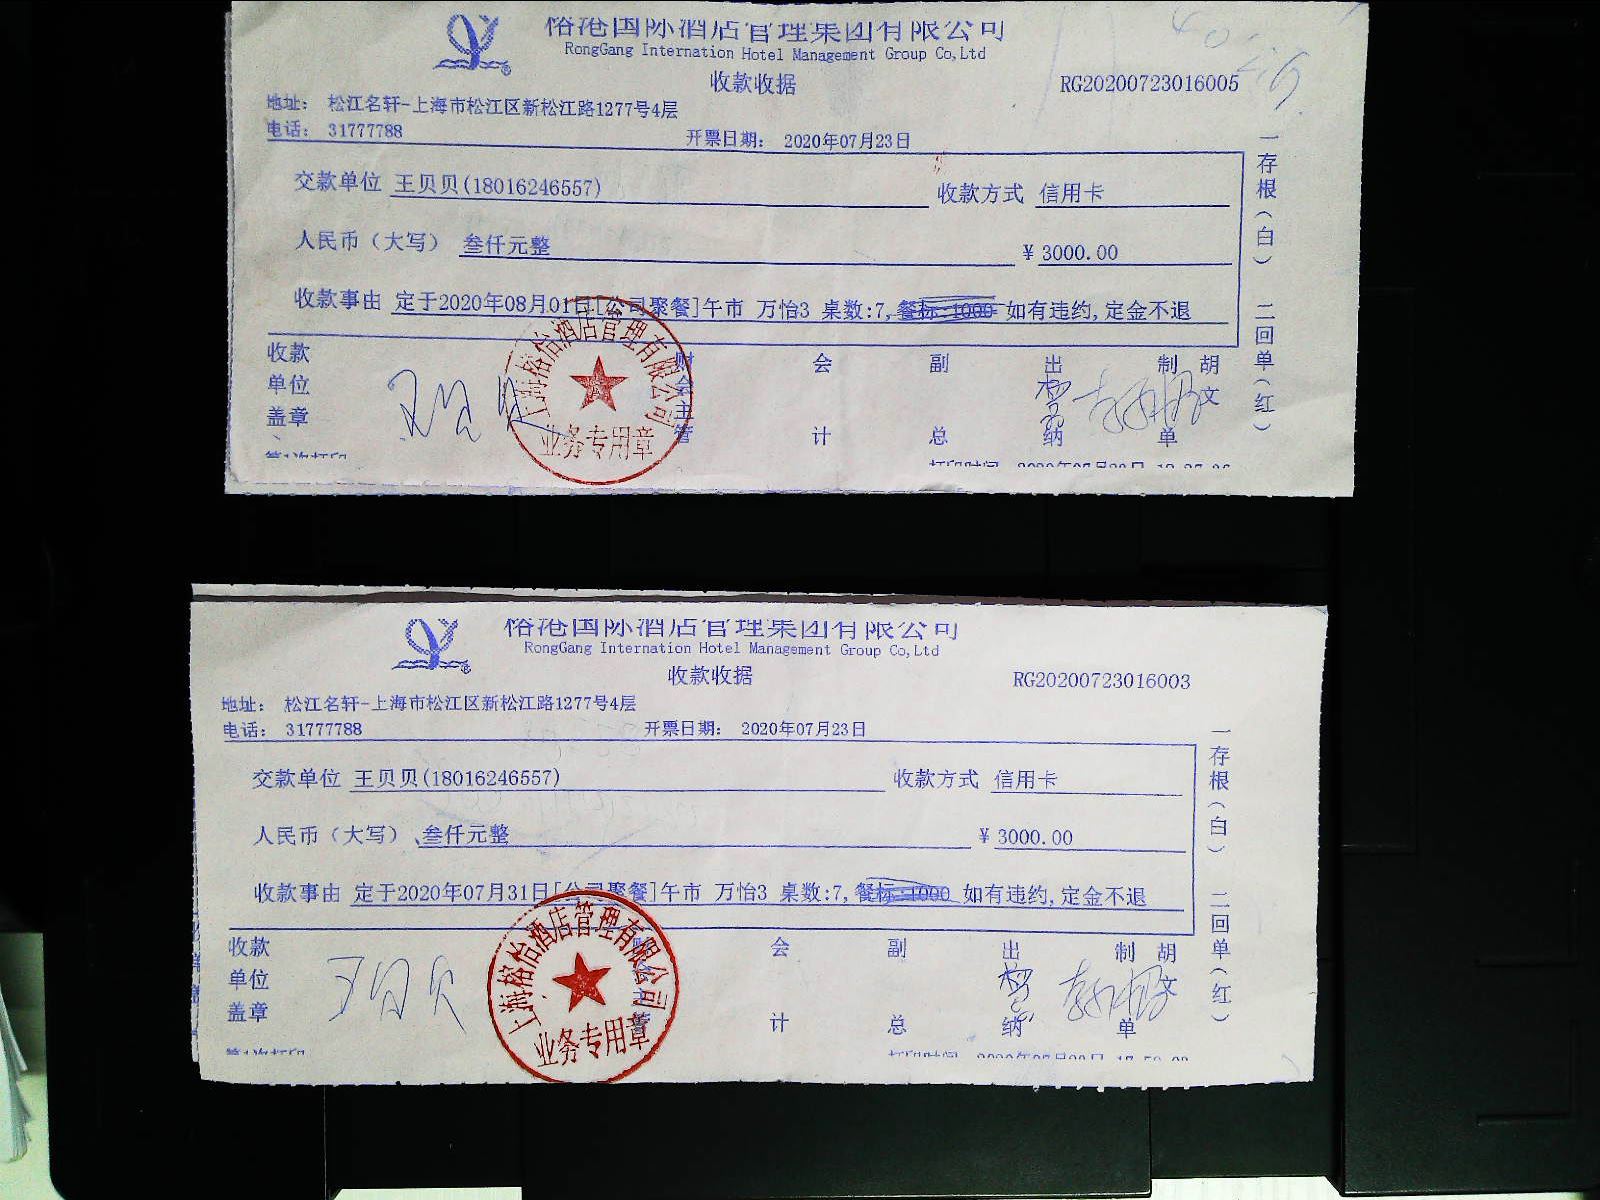 榕港国际酒店管理集团有限公司
RongGang Internation Hotel Management Group Co,Ltd
收款收据
RG20200723016005
地址: 松江名轩-上海市松江区新松江路1277号4层
电话: 31777788
开票日期: 2020年07月23日
交款单位 王贝贝(18016246557)
收款方式 信用卡
人民币(大写) 叁仟元整
¥ 3000.00
收款事由 定于2020年08月01日[公司聚餐]午市 万怡3 桌数:7,餐标:1000 如有违约,定金不退
收款单位盖章
财会主管
会计
副总
出纳
制单
胡文
一存根(白) 二回单(红)
上海榕怡酒店管理有限公司
业务专用章
第1次打印
榕港国际酒店管理集团有限公司
RongGang Internation Hotel Management Group Co,Ltd
收款收据
RG20200723016003
地址: 松江名轩-上海市松江区新松江路1277号4层
电话: 31777788
开票日期: 2020年07月23日
交款单位 王贝贝(18016246557)
收款方式 信用卡
人民币(大写) 叁仟元整
¥ 3000.00
收款事由 定于2020年07月31日[公司聚餐]午市 万怡3 桌数:7,餐标:1000 如有违约,定金不退
收款单位盖章
会计
副总
出纳
制单
胡文
一存根(白) 二回单(红)
上海榕怡酒店管理有限公司
业务专用章
第1次打印